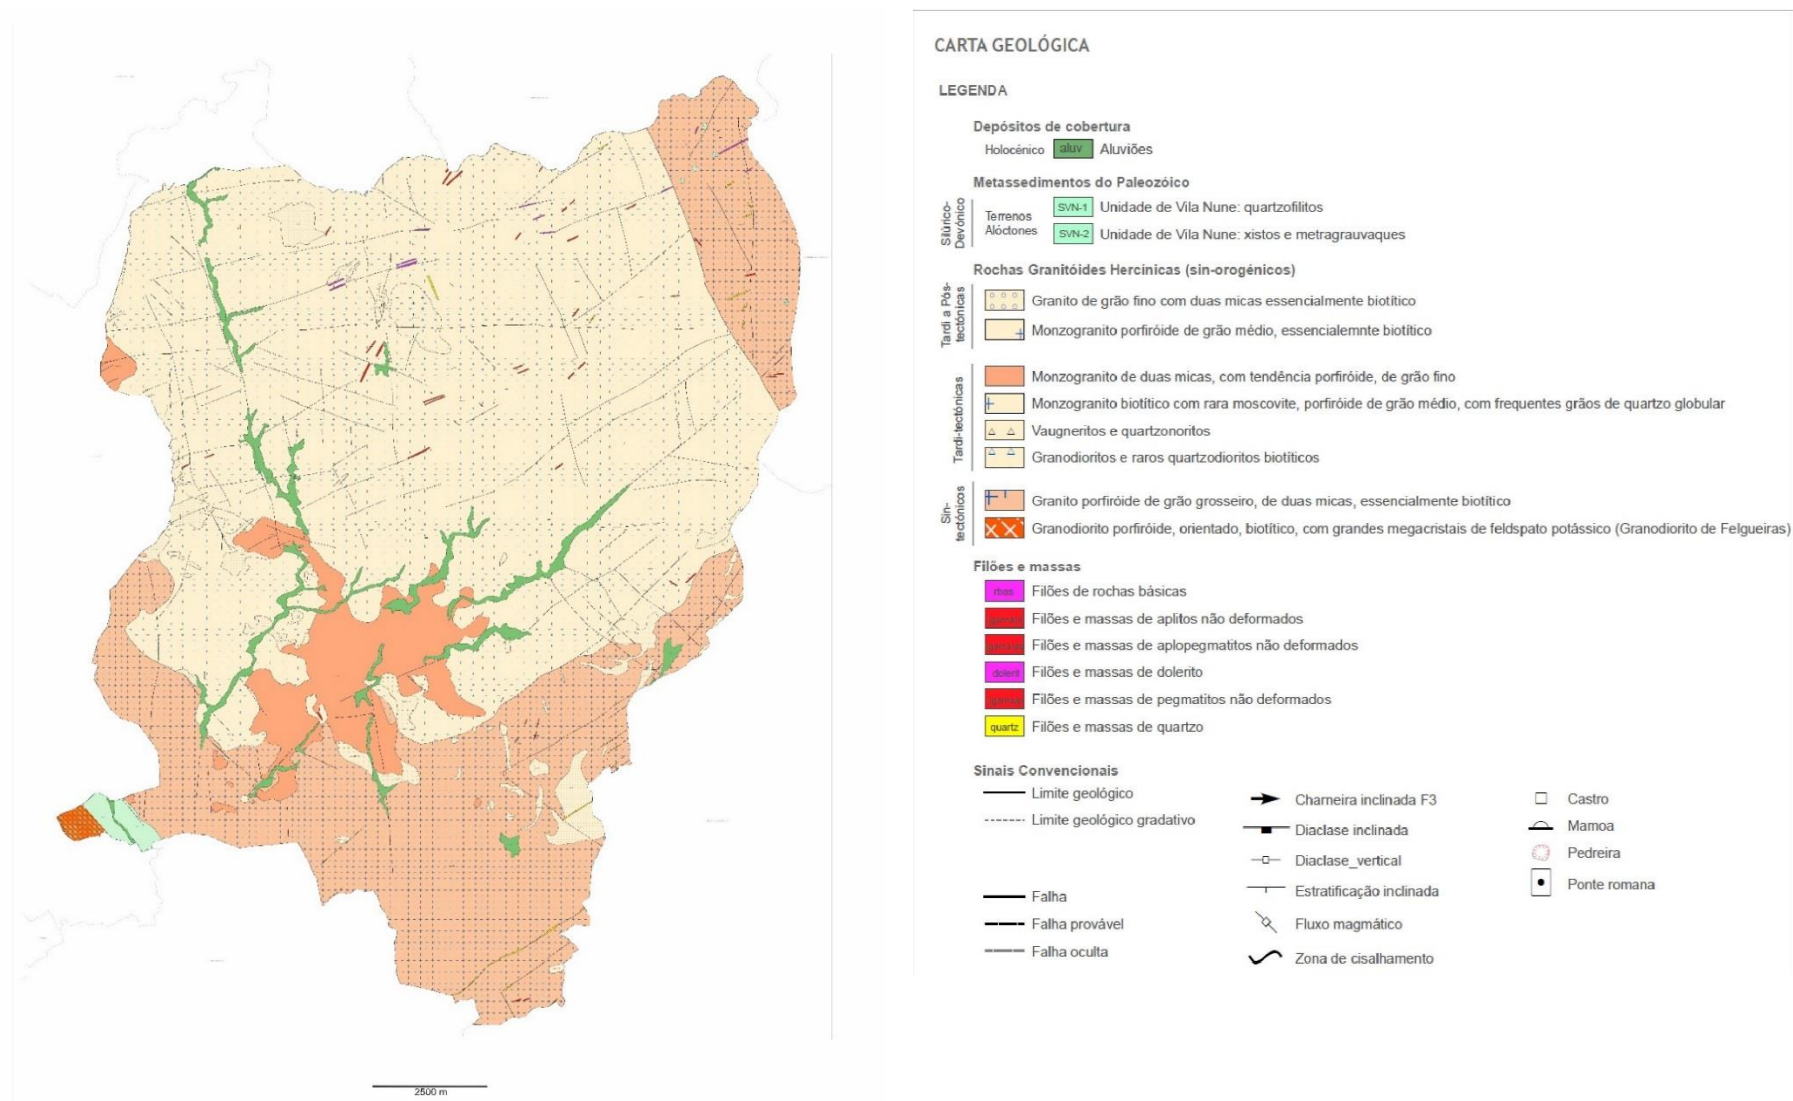 CARTA GEOLÓGICA
LEGENDA
Depósitos de cobertura
Holocénico
aluv
Aluviões
Metassedimentos do Paleozóico
Silúrico-
Devónico
Terrenos
Alóctones
SVN-1
Unidade de Vila Nune: quartzofilitos
SVN-2
Unidade de Vila Nune: xistos e metagrauvaques
Rochas Granitóides Hercínicas (sin-orogénicos)
Tardi a Pós-
tectónicas
Granito de grão fino com duas micas essencialmente biotítico
Monzogranito porfiróide de grão médio, essencialemnte biotítico
Tardi-tectónicas
Monzogranito de duas micas, com tendência porfiróide, de grão fino
Monzogranito biotítico com rara moscovite, porfiróide de grão médio, com frequentes grãos de quartzo globular
Vaugneritos e quartzonoritos
Granodioritos e raros quartzodioritos biotíticos
Sin-
tectónicos
Granito porfiróide de grão grosseiro, de duas micas, essencialmente biotítico
Granodiorito porfiróide, orientado, biotítico, com grandes megacristais de feldspato potássico (Granodiorito de Felgueiras)
Filões e massas
Filões de rochas básicas
Filões e massas de aplitos não deformados
Filões e massas de aplopegmatitos não deformados
dolerit
Filões e massas de dolerito
Filões e massas de pegmatitos não deformados
quartz
Filões e massas de quartzo
Sinais Convencionais
Limite geológico
Limite geológico gradativo
Falha
Falha provável
Falha oculta
Charneira inclinada F3
Diaclase inclinada
Diaclase_vertical
Estratificação inclinada
Fluxo magmático
Zona de cisalhamento
Castro
Mamoa
Pedreira
Ponte romana
2500 m